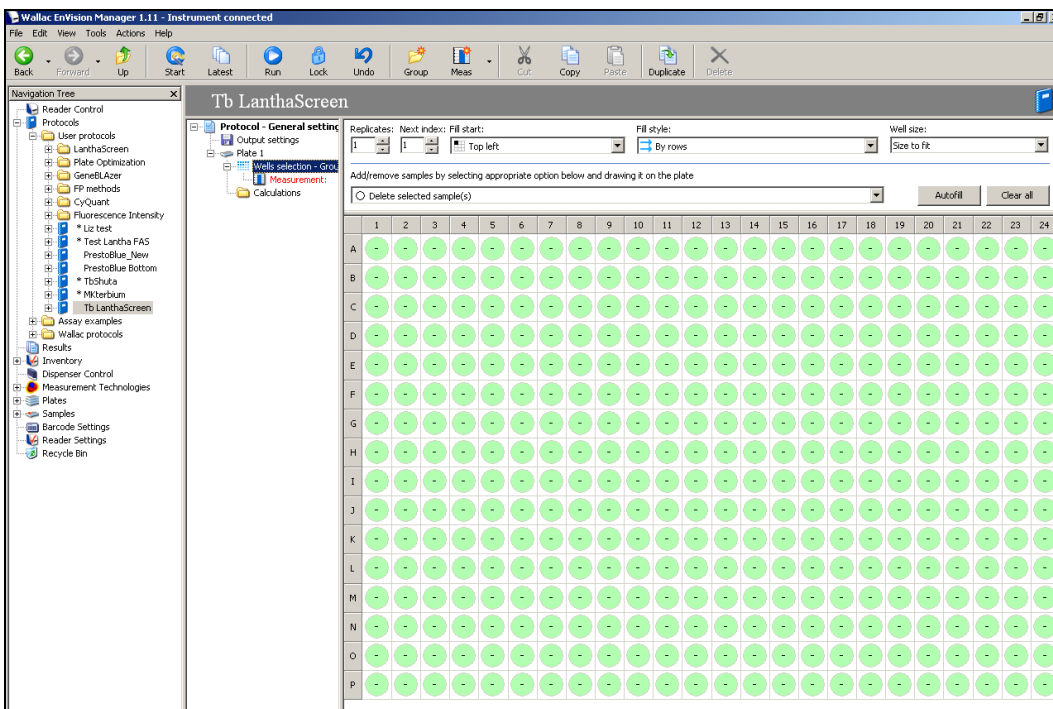 Wallac EnVision Manager 1.11 - Instrument connected
File Edit View Tools Actions Help
Back Forward Up Start Latest Run Lock Undo Group Meas Cut Copy Paste Duplicate Delete
Navigation Tree
Reader Control
Protocols
User protocols
LanthaScreen
Plate Optimization
GeneBLAzer
FP methods
CyQuant
Fluorescence Intensity
* Liz test
* Test Lantha FAS
PrestoBlue_New
PrestoBlue Bottom
* TbShuta
* MKterbium
Tb LanthaScreen
Assay examples
Wallac protocols
Results
Inventory
Dispenser Control
Measurement Technologies
Plates
Samples
Barcode Settings
Reader Settings
Recycle Bin
Tb LanthaScreen
Protocol - General setting
Output settings
Plate 1
Wells selection - Grou
Measurement:
Calculations
Replicates: Next index: Fill start: Fill style: Well size:
1 1 Top left By rows Size to fit
Add/remove samples by selecting appropriate option below and drawing it on the plate
Delete selected sample(s) Autofill Clear all
1 2 3 4 5 6 7 8 9 10 11 12 13 14 15 16 17 18 19 20 21 22 23 24
A - - - - - - - - - - - - - - - - - - - - - - - -
B - - - - - - - - - - - - - - - - - - - - - - - -
C - - - - - - - - - - - - - - - - - - - - - - - -
D - - - - - - - - - - - - - - - - - - - - - - - -
E - - - - - - - - - - - - - - - - - - - - - - - -
F - - - - - - - - - - - - - - - - - - - - - - - -
G - - - - - - - - - - - - - - - - - - - - - - - -
H - - - - - - - - - - - - - - - - - - - - - - - -
I - - - - - - - - - - - - - - - - - - - - - - - -
J - - - - - - - - - - - - - - - - - - - - - - - -
K - - - - - - - - - - - - - - - - - - - - - - - -
L - - - - - - - - - - - - - - - - - - - - - - - -
M - - - - - - - - - - - - - - - - - - - - - - - -
N - - - - - - - - - - - - - - - - - - - - - - - -
O - - - - - - - - - - - - - - - - - - - - - - - -
P - - - - - - - - - - - - - - - - - - - - - - - -